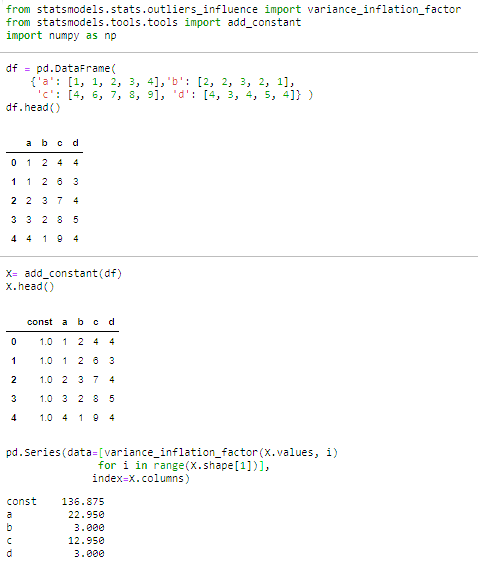 from statsmodels.stats.outliers_influence import variance_inflation_factor
from statsmodels.tools.tools import add_constant
import numpy as np
df = pd.DataFrame(
{'a': [1, 1, 2, 3, 4],'b': [2, 2, 3, 2, 1],
'c': [4, 6, 7, 8, 9], 'd': [4, 3, 4, 5, 4]} )
df.head()
a b c d
0 1 2 4 4
1 1 2 6 3
2 2 3 7 4
3 3 2 8 5
4 4 1 9 4
X= add_constant(df)
X.head()
const a b c d
0 1.0 1 2 4 4
1 1.0 1 2 6 3
2 1.0 2 3 7 4
3 1.0 3 2 8 5
4 1.0 4 1 9 4
pd.Series(data=[variance_inflation_factor(X.values, i)
for i in range(X.shape[1])],
index=X.columns)
const 136.875
a 22.950
b 3.000
c 12.950
d 3.000